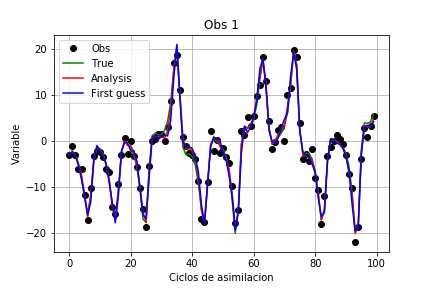 Obs 1
Obs
True
Analysis
First guess
Variable
20
10
0
−10
−20
0 20 40 60 80 100
Ciclos de asimilacion